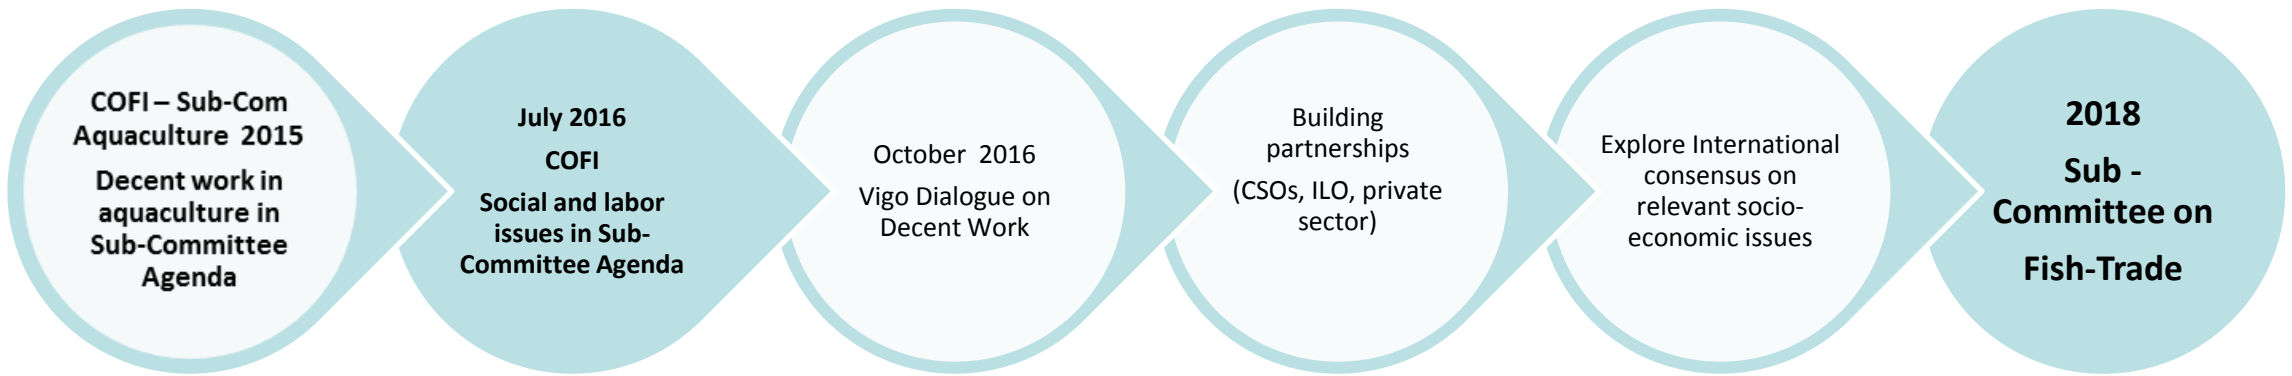 COFI – Sub-Com
Aquaculture 2015
Decent work in
aquaculture in
Sub-Committee
Agenda
July 2016
COFI
Social and labor
issues in Sub-
Committee Agenda
October 2016
Vigo Dialogue on
Decent Work
Building
partnerships
(CSOs, ILO, private
sector)
Explore International
consensus on
relevant socio-
economic issues
2018
Sub -
Committee on
Fish-Trade